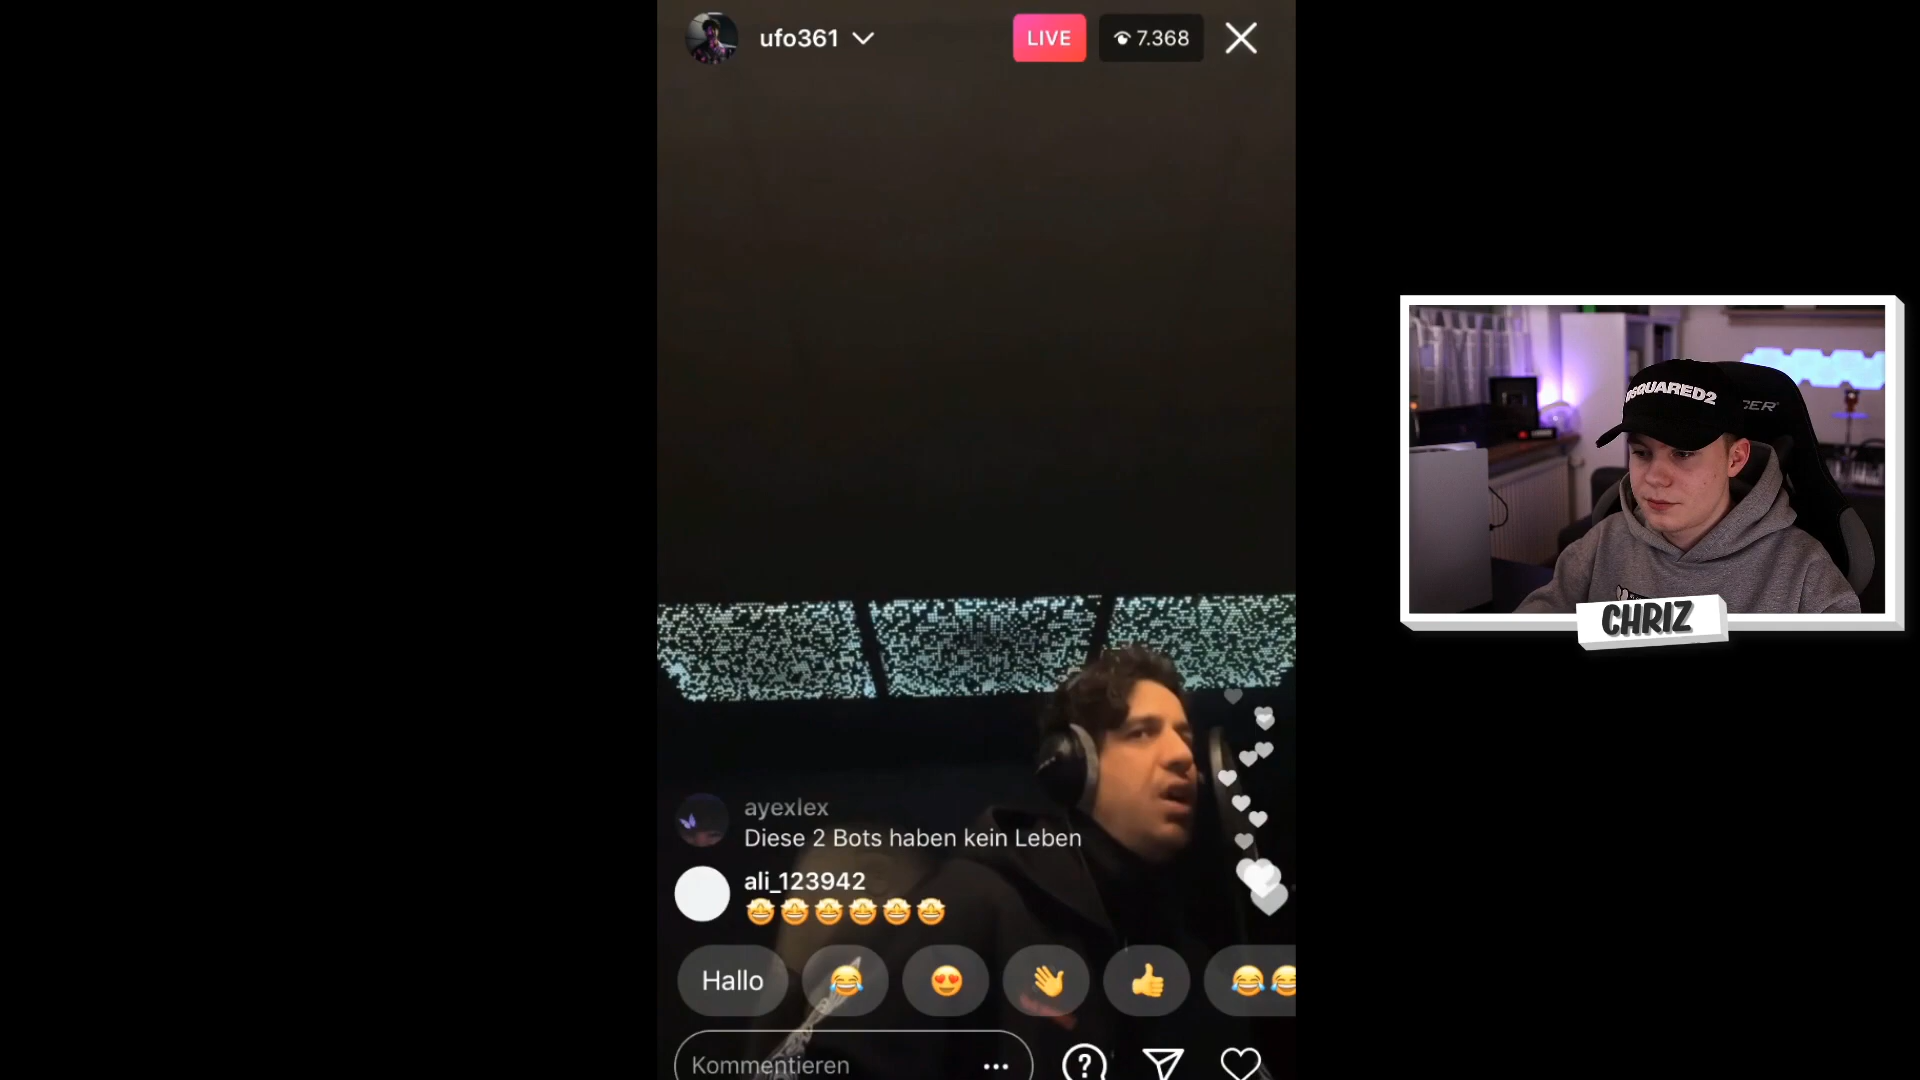 ufo361
LIVE
7.368
SQUARED2
CHRIZ
ayexlex
Diese 2 Bots haben kein Leben
ali_123942
🤩🤩🤩🤩🤩🤩
Hallo 😂 😍 👋 👍 😂😂
Kommentieren